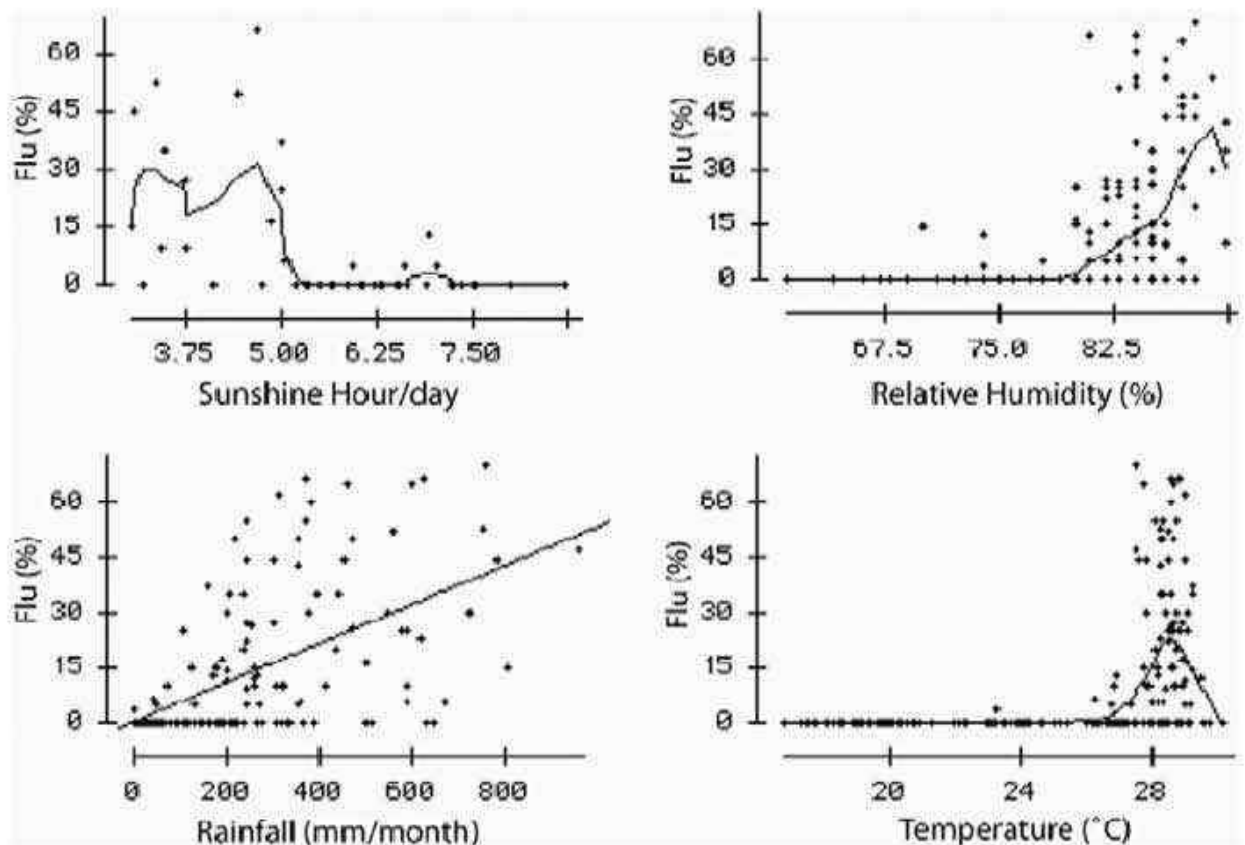 60
45
30
15
0
Flu (%)
3.75 5.00 6.25 7.50
Sunshine Hour/day
60
45
30
15
0
Flu (%)
67.5 75.0 82.5
Relative Humidity (%)
60
45
30
15
0
Flu (%)
0 200 400 600 800
Rainfall (mm/month)
60
45
30
15
0
Flu (%)
20 24 28
Temperature (˚C)